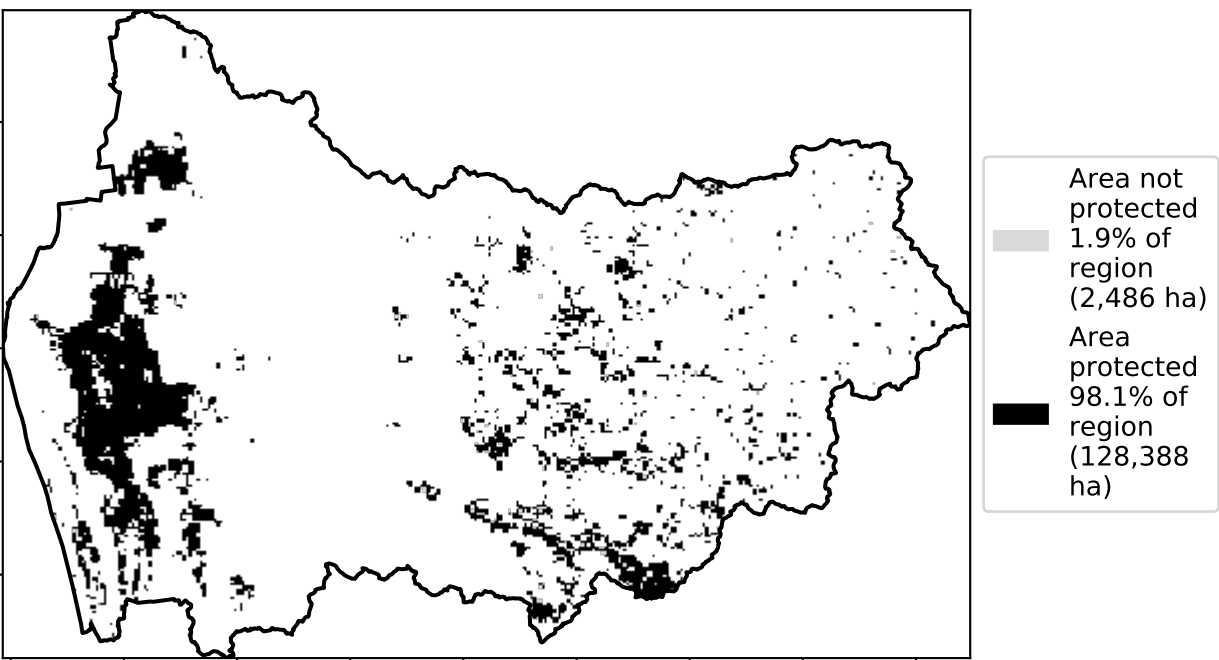 Area not
protected
1.9% of
region
(2,486 ha)
Area
protected
98.1% of
region
(128,388
ha)